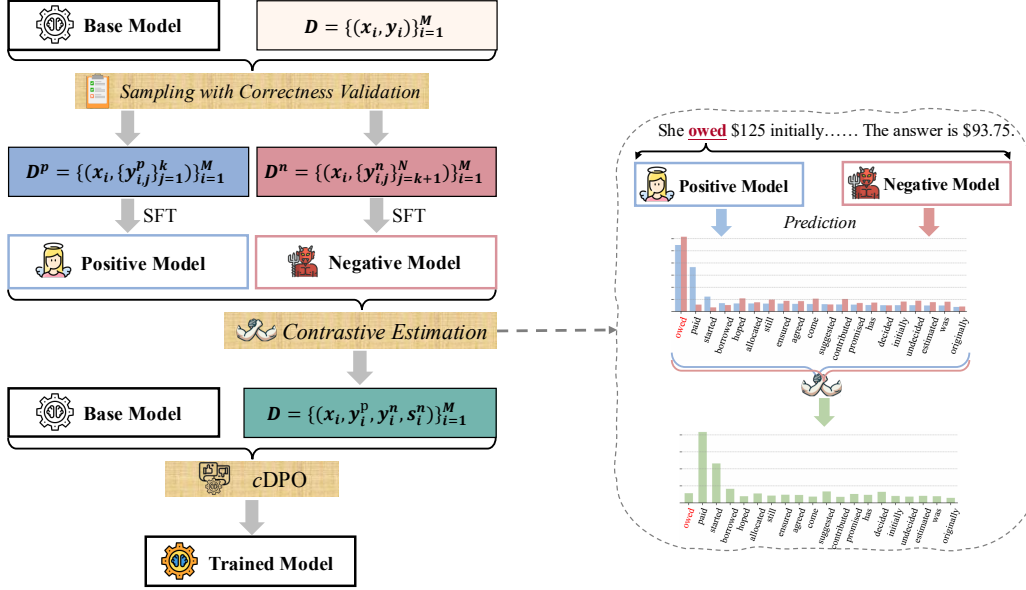 Base Model
D = {(x_i, y_i)}_{i=1}^M
Sampling with Correctness Validation
D^p = {(x_i, {y_{i,j}^p}_{j=1}^k)}_{i=1}^M
D^n = {(x_i, {y_{i,j}^n}_{j=k+1}^N)}_{i=1}^M
SFT
SFT
Positive Model
Negative Model
Contrastive Estimation
Base Model
D = {(x_i, y_i^p, y_i^n, s_i^n)}_{i=1}^M
cDPO
Trained Model
She owed $125 initially…… The answer is $93.75.
Positive Model
Negative Model
Prediction
owed
paid
started
borrowed
hoped
allocated
still
ensured
agreed
come
suggested
contributed
promised
has
decided
initially
undecided
estimated
was
originally
owed
paid
started
borrowed
hoped
allocated
still
ensured
agreed
come
suggested
contributed
promised
has
decided
initially
undecided
estimated
was
originally